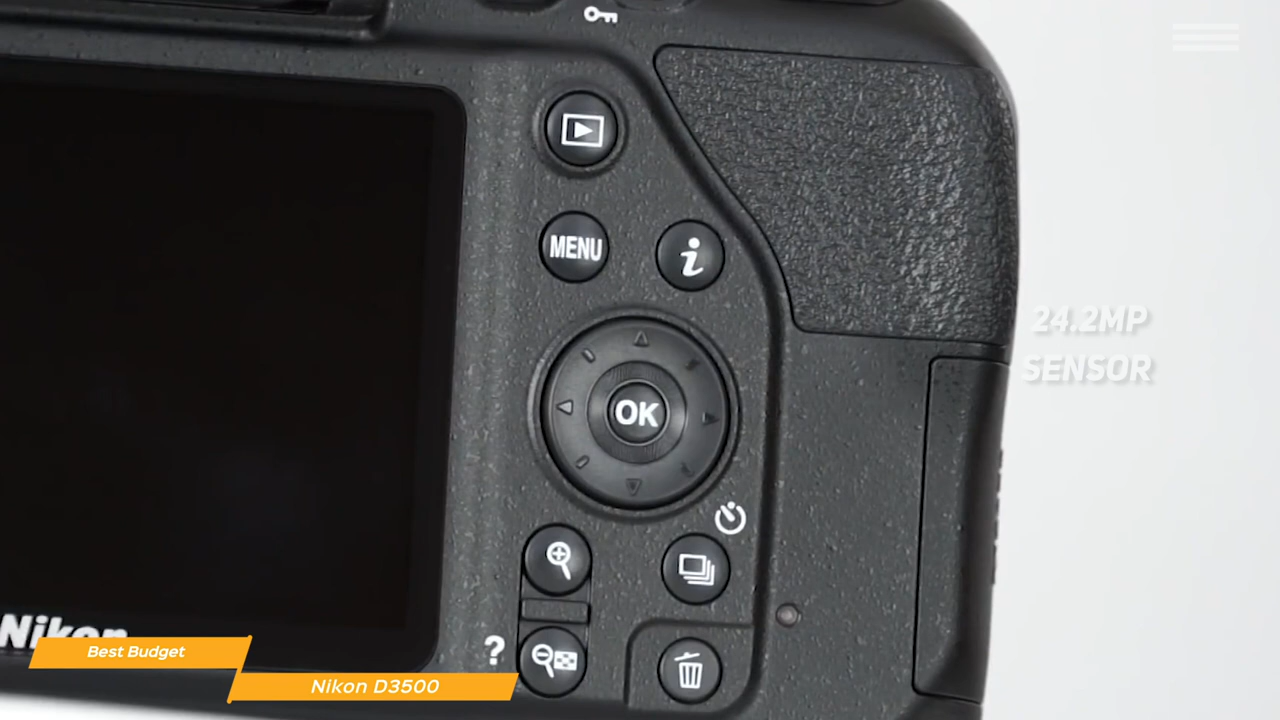 MENU
i
24.2MP
SENSOR
OK
?
Nikon
Best Budget
Nikon D3500